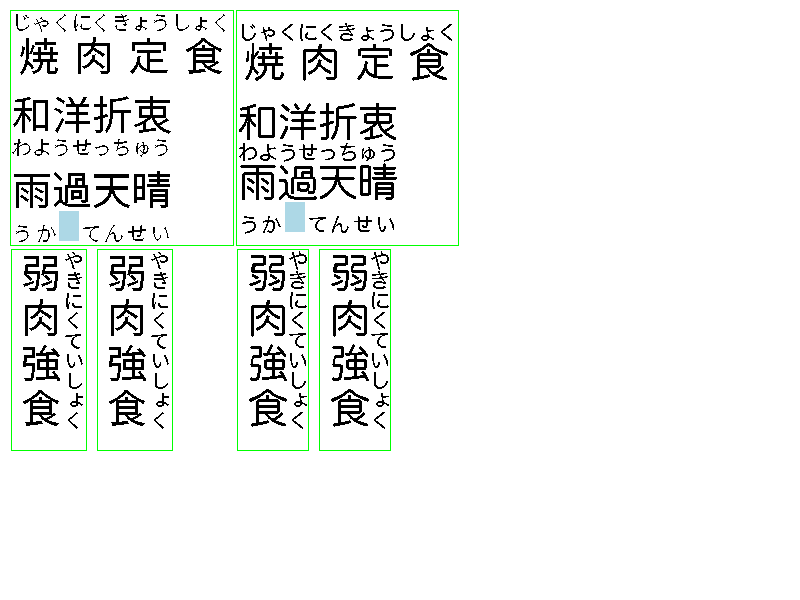 じゃくにくきょうしょく
焼肉定食
和洋折衷
わようせっちゅう
雨過天晴
うか てんせい
じゃくにくきょうしょく
焼肉定食
和洋折衷
わようせっちゅう
雨過天晴
うか てんせい
弱肉強食
やきにくていしょく
弱肉強食
やきにくていしょく
弱肉強食
やきにくていしょく
弱肉強食
やきにくていしょく